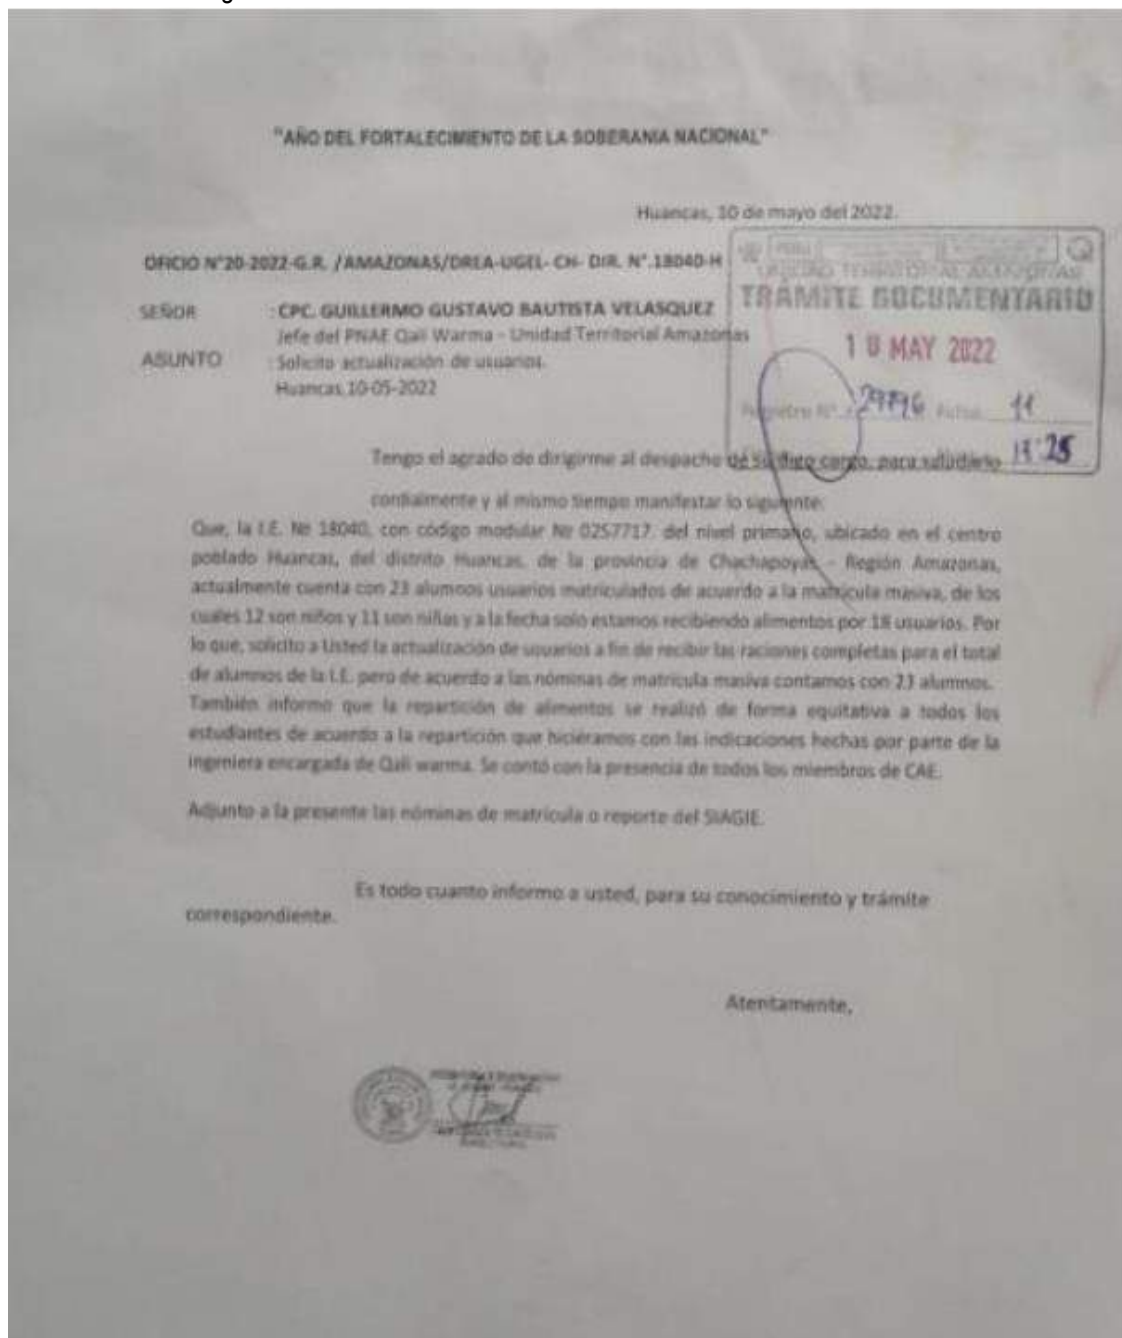 "AÑO DEL FORTALECIMIENTO DE LA SOBERANIA NACIONAL"
Huancas, 10 de mayo del 2022.
OFICIO N°20-2022-G.R. /AMAZONAS/DREA-UGEL- CH- DIR. N°.18040-H
UNIDAD TERRITORIAL AMAZONAS
TRÁMITE DOCUMENTARIO
MAY 2022
Registro N° Folio 11
13:25
SEÑOR : CPC. GUILLERMO GUSTAVO BAUTISTA VELASQUEZ
Jefe del PNAE Qali Warma - Unidad Territorial Amazonas
ASUNTO : Solicito actualización de usuarios.
Huancas,10-05-2022
Tengo el agrado de dirigirme al despacho de su digo cargo, para saludarlo
cordialmente y al mismo tiempo manifestar lo siguiente:
Que, la I.E. Nº 18040, con código modular Nº 0257717. del nivel primario, ubicado en el centro
poblado Huancas, del distrito Huancas, de la provincia de Chachapoyas - Región Amazonas,
actualmente cuenta con 23 alumnos usuarios matriculados de acuerdo a la matrícula masiva, de los
cuales 12 son niños y 11 son niñas y a la fecha solo estamos recibiendo alimentos por 18 usuarios. Por
lo que, solicito a Usted la actualización de usuarios a fin de recibir las raciones completas para el total
de alumnos de la I.E. pero de acuerdo a las nóminas de matricula masiva contamos con 23 alumnos.
También informo que la repartición de alimentos se realizó de forma equitativa a todos los
estudiantes de acuerdo a la repartición que hiciéramos con las indicaciones hechas por parte de la
ingeniera encargada de Qali warma. Se contó con la presencia de todos los miembros de CAE.
Adjunto a la presente las nóminas de matrícula o reporte del SIAGIE.
Es todo cuanto informo a usted, para su conocimiento y trámite
correspondiente.
Atentamente,